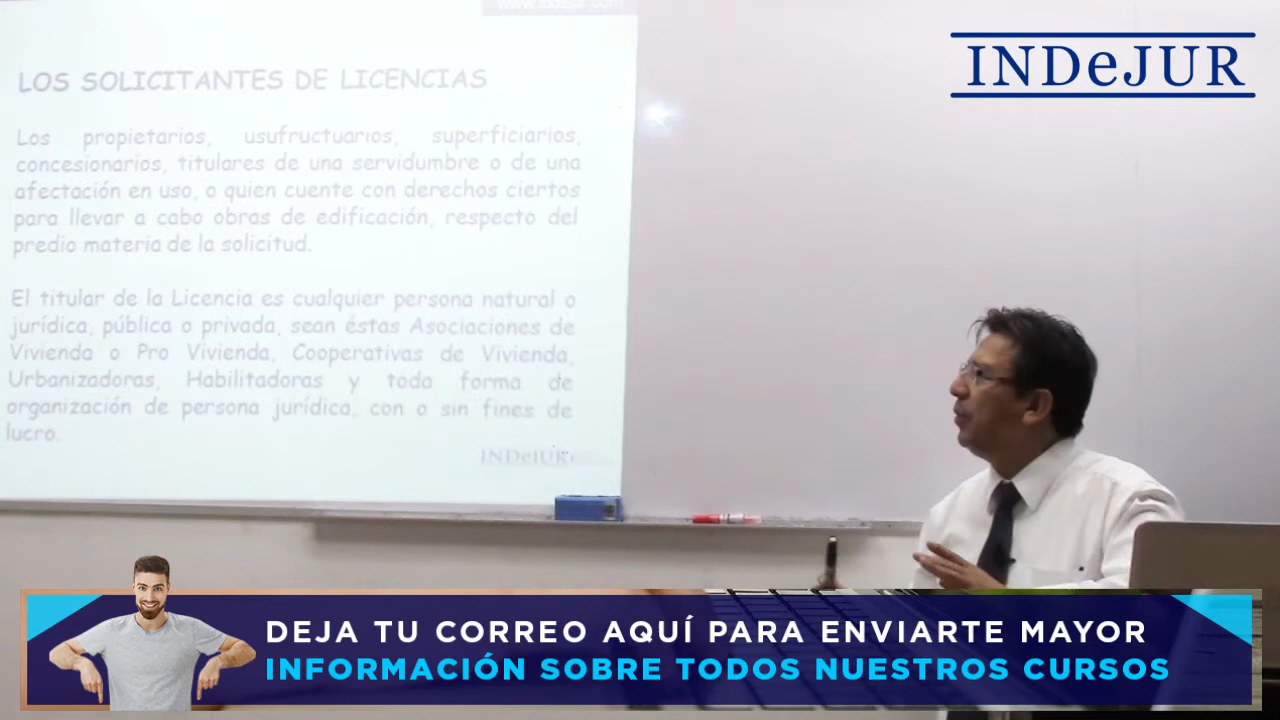 www.indejur.com
INDeJUR
LOS SOLICITANTES DE LICENCIAS
Los propietarios, usufructuarios, superficiarios,
concesionarios, titulares de una servidumbre o de una
afectación en uso, o quien cuente con derechos ciertos
para llevar a cabo obras de edificación, respecto del
predio materia de la solicitud.
El titular de la Licencia es cualquier persona natural o
jurídica, pública o privada, sean éstas Asociaciones de
Vivienda o Pro Vivienda, Cooperativas de Vivienda,
Urbanizadoras, Habilitadoras y toda forma de
organización de persona jurídica, con o sin fines de
lucro.
INDeJUR
DEJA TU CORREO AQUÍ PARA ENVIARTE MAYOR
INFORMACIÓN SOBRE TODOS NUESTROS CURSOS